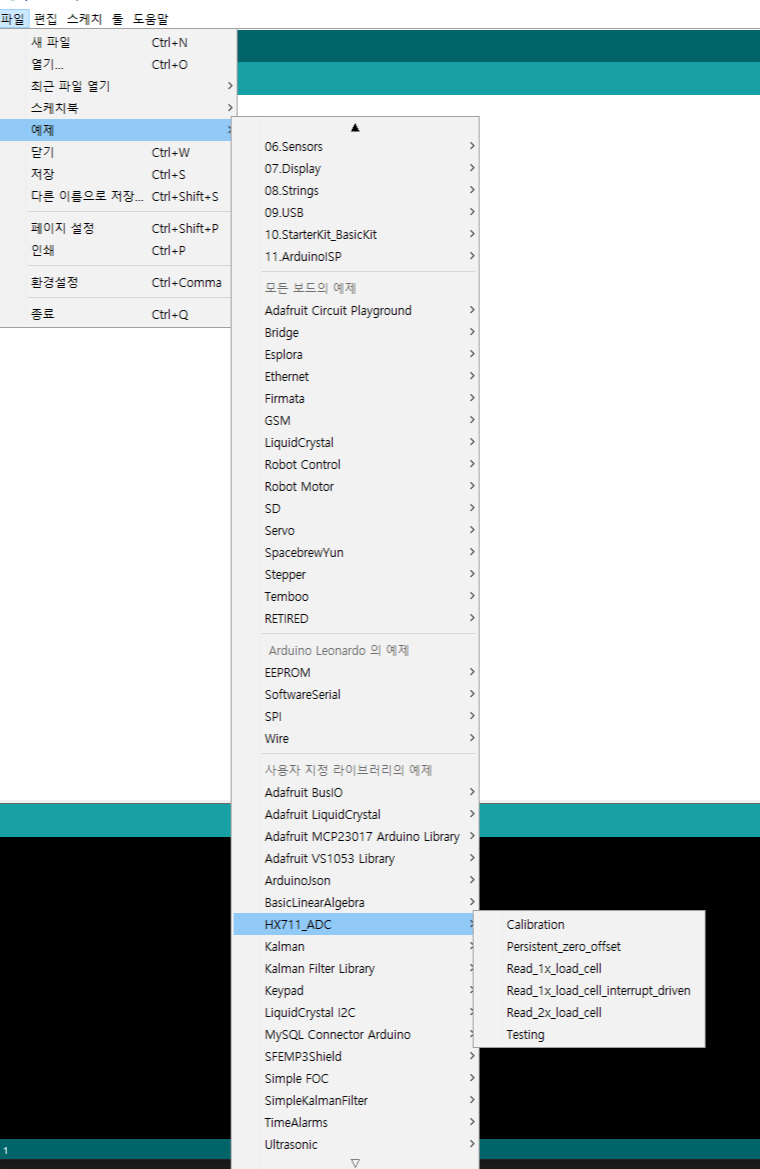 파일 편집 스케치 툴 도움말
새 파일 Ctrl+N
열기... Ctrl+O
최근 파일 열기
스케치북
예제
닫기 Ctrl+W
저장 Ctrl+S
다른 이름으로 저장... Ctrl+Shift+S
페이지 설정 Ctrl+Shift+P
인쇄 Ctrl+P
환경설정 Ctrl+Comma
종료 Ctrl+Q
06.Sensors
07.Display
08.Strings
09.USB
10.StarterKit_BasicKit
11.ArduinoISP
모든 보드의 예제
Adafruit Circuit Playground
Bridge
Esplora
Ethernet
Firmata
GSM
LiquidCrystal
Robot Control
Robot Motor
SD
Servo
SpacebrewYun
Stepper
Temboo
RETIRED
Arduino Leonardo 의 예제
EEPROM
SoftwareSerial
SPI
Wire
사용자 지정 라이브러리의 예제
Adafruit BusIO
Adafruit LiquidCrystal
Adafruit MCP23017 Arduino Library
Adafruit VS1053 Library
ArduinoJson
BasicLinearAlgebra
HX711_ADC
Kalman
Kalman Filter Library
Keypad
LiquidCrystal I2C
MySQL Connector Arduino
SFEMP3Shield
Simple FOC
SimpleKalmanFilter
TimeAlarms
Ultrasonic
Calibration
Persistent_zero_offset
Read_1x_load_cell
Read_1x_load_cell_interrupt_driven
Read_2x_load_cell
Testing
1